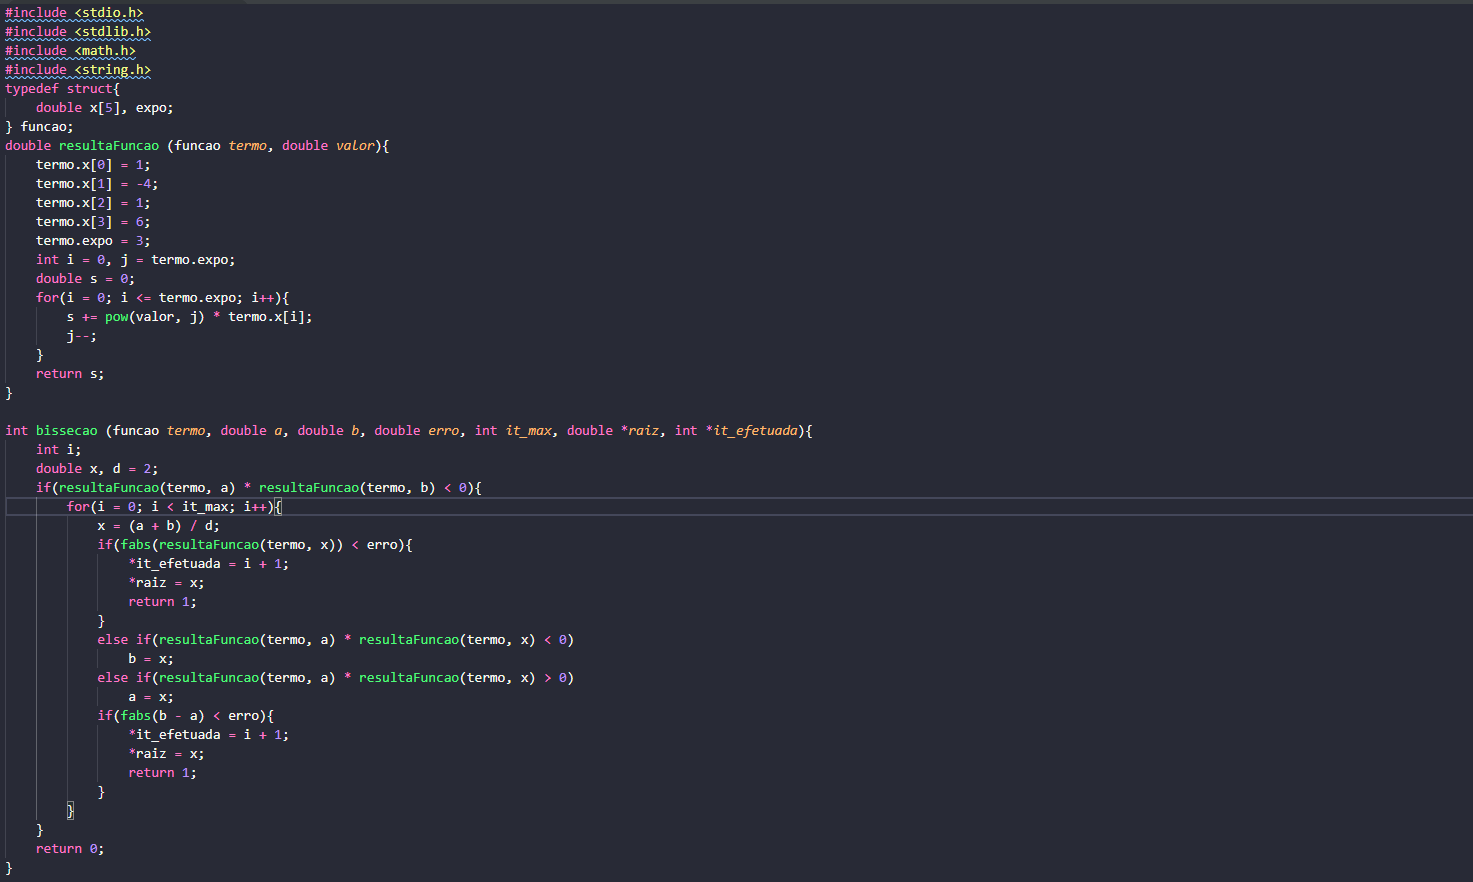 #include <stdio.h>
#include <stdlib.h>
#include <math.h>
#include <string.h>
typedef struct{
    double x[5], expo;
} funcao;
double resultaFuncao (funcao termo, double valor){
    termo.x[0] = 1;
    termo.x[1] = -4;
    termo.x[2] = 1;
    termo.x[3] = 6;
    termo.expo = 3;
    int i = 0, j = termo.expo;
    double s = 0;
    for(i = 0; i <= termo.expo; i++){
        s += pow(valor, j) * termo.x[i];
        j--;
    }
    return s;
}

int bissecao (funcao termo, double a, double b, double erro, int it_max, double *raiz, int *it_efetuada){
    int i;
    double x, d = 2;
    if(resultaFuncao(termo, a) * resultaFuncao(termo, b) < 0){
        for(i = 0; i < it_max; i++){
            x = (a + b) / d;
            if(fabs(resultaFuncao(termo, x)) < erro){
                *it_efetuada = i + 1;
                *raiz = x;
                return 1;
            }
            else if(resultaFuncao(termo, a) * resultaFuncao(termo, x) < 0)
                b = x;
            else if(resultaFuncao(termo, a) * resultaFuncao(termo, x) > 0)
                a = x;
            if(fabs(b - a) < erro){
                *it_efetuada = i + 1;
                *raiz = x;
                return 1;
            }
        }
    }
    return 0;
}